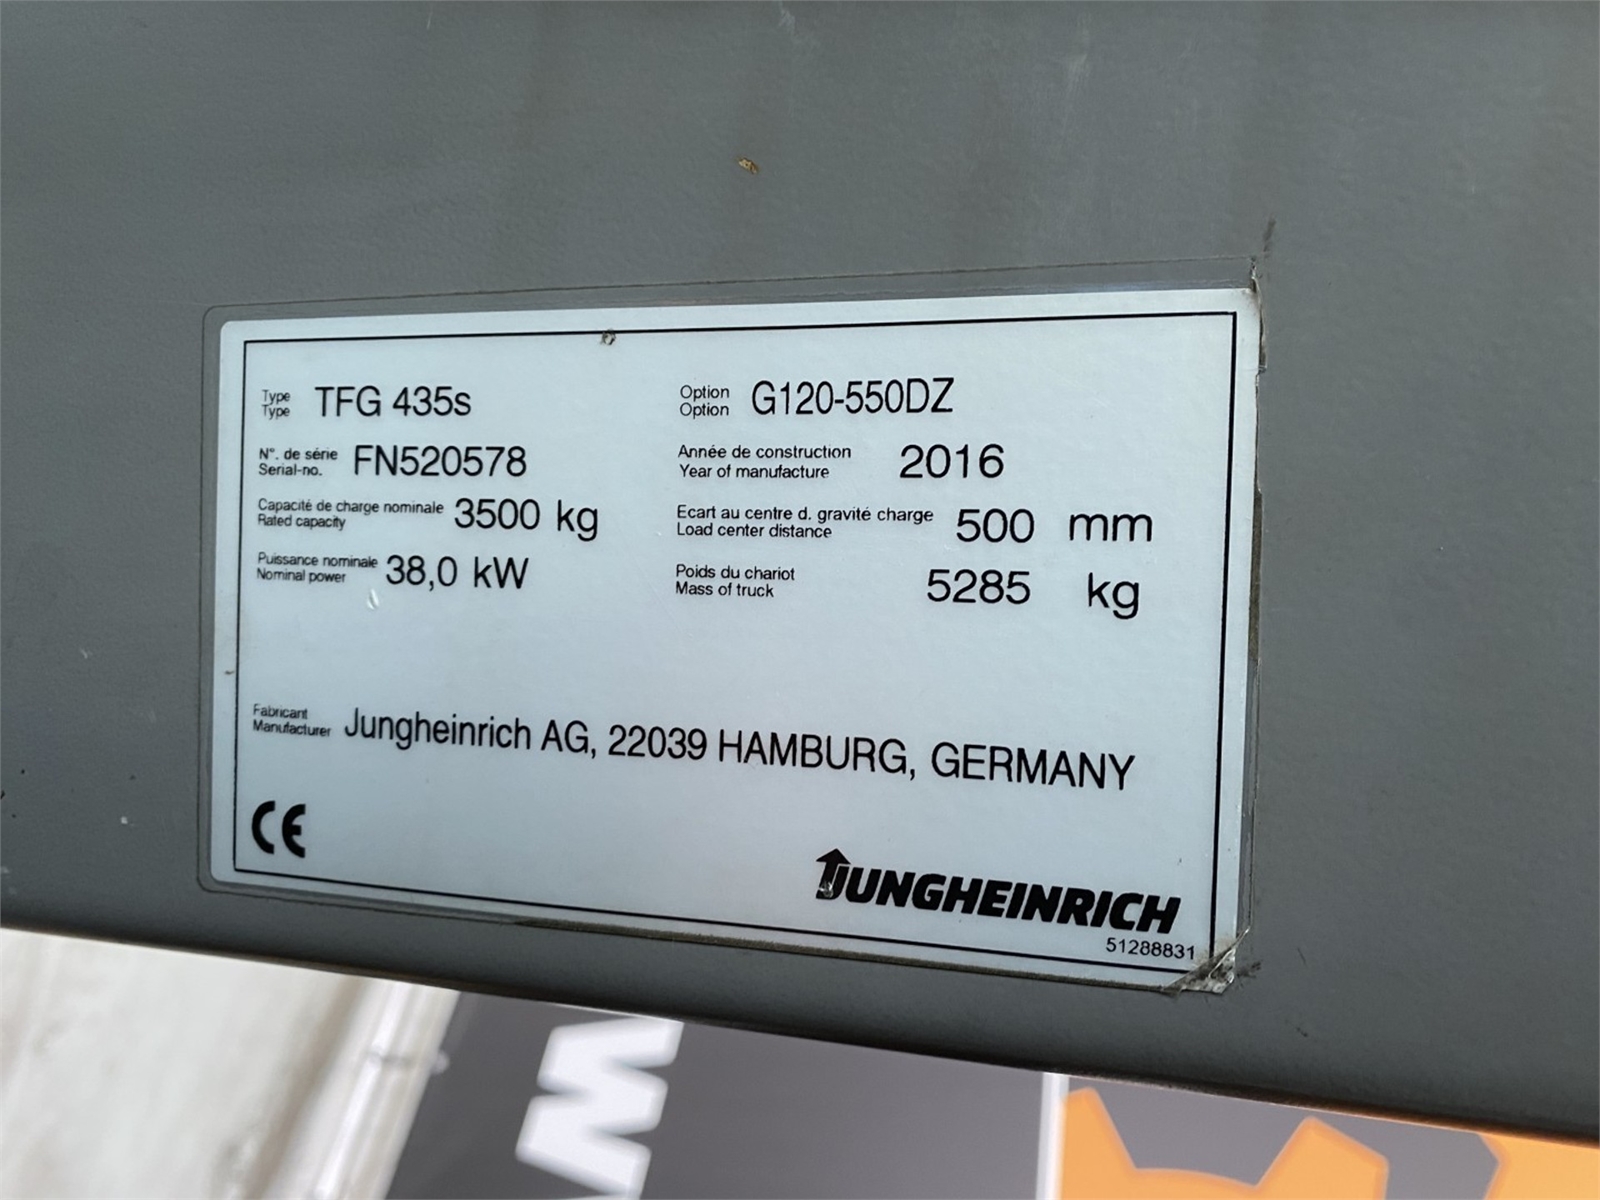 Type TFG 435s
Type
Option G120-550DZ
Option
N°. de série FN520578
Serial-no.
Année de construction 2016
Year of manufacture
Capacité de charge nominale 3500 kg
Rated capacity
Ecart au centre d. gravité charge 500 mm
Load center distance
Puissance nominale 38,0 kW
Nominal power
Poids du chariot 5285 kg
Mass of truck
Fabricant Jungheinrich AG, 22039 HAMBURG, GERMANY
Manufacturer
CE
JUNGHEINRICH
51288831